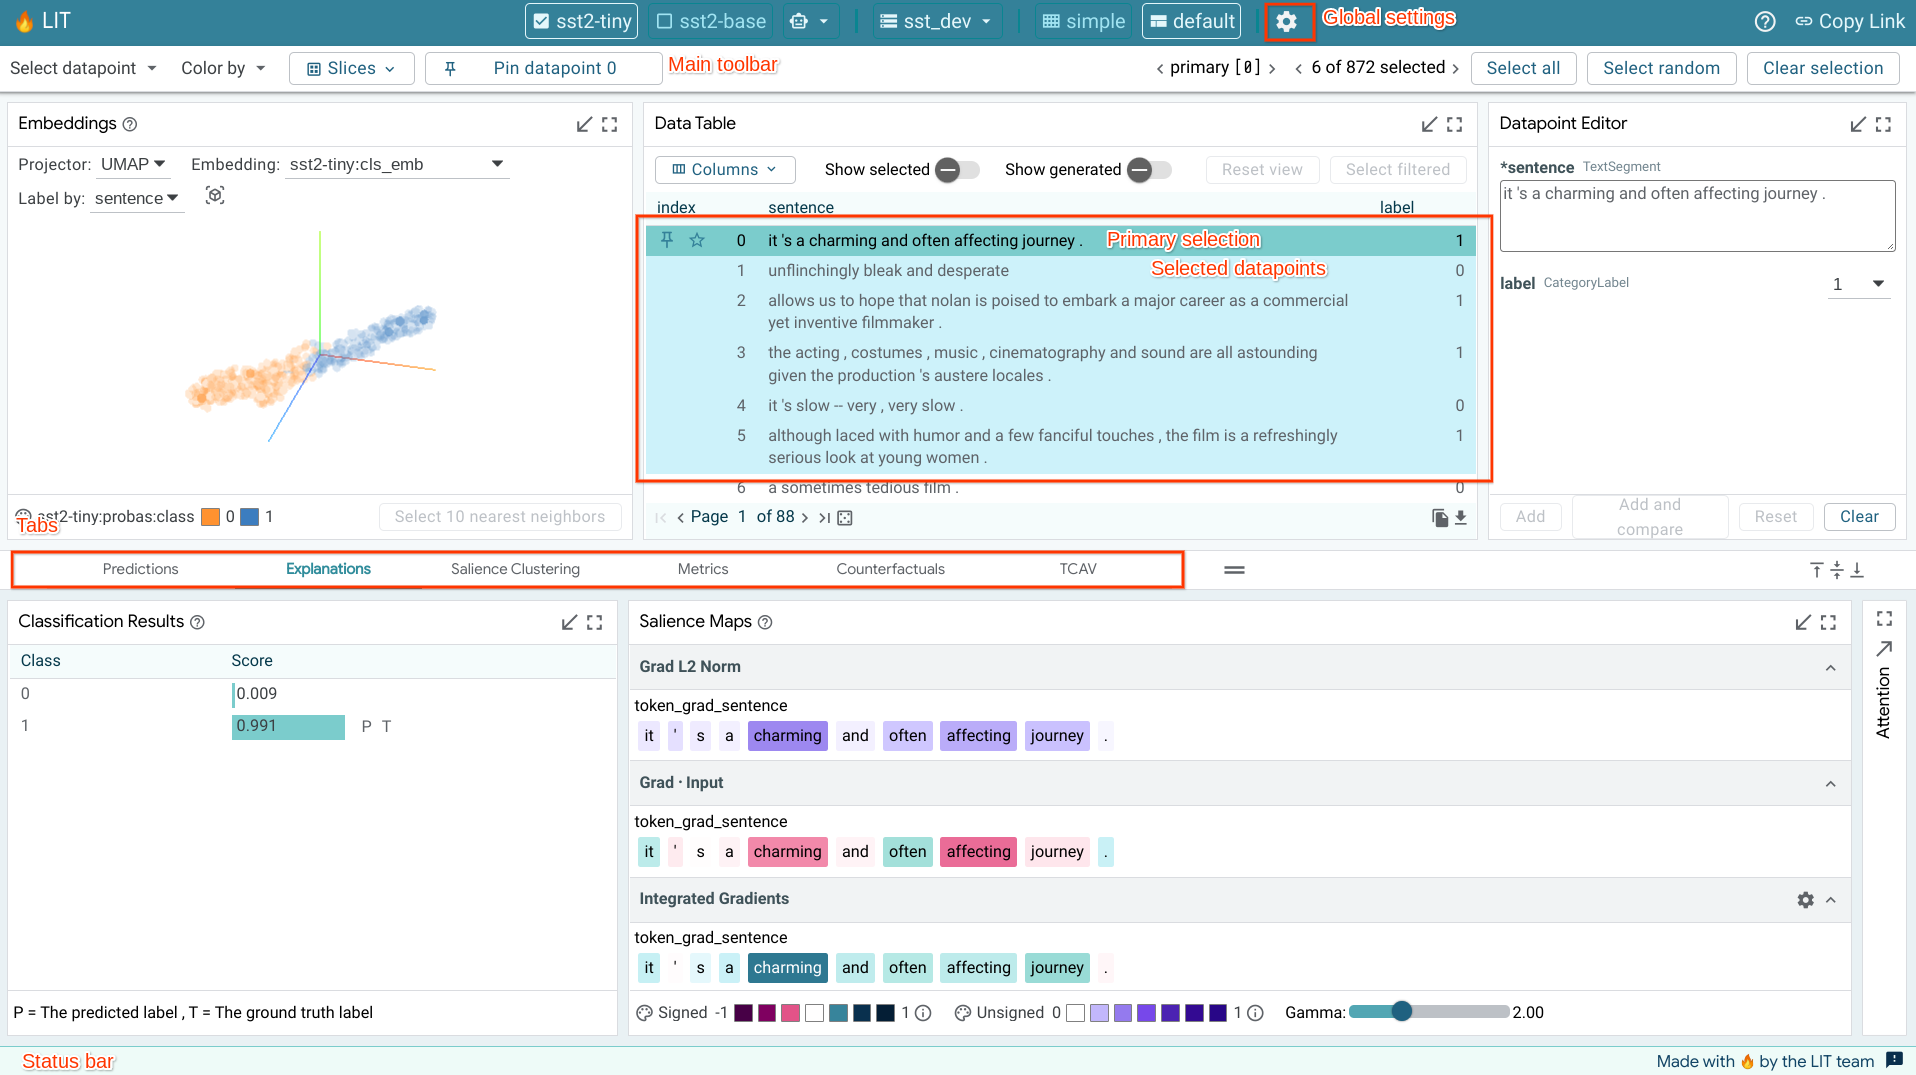 LIT
sst2-tiny
sst2-base
sst_dev
simple
default
Global settings
Copy Link
Select datapoint
Color by
Slices
Pin datapoint 0
Main toolbar
primary [0]
6 of 872 selected
Select all
Select random
Clear selection
Embeddings
Projector: UMAP
Embedding: sst2-tiny:cls_emb
Label by: sentence
sst2-tiny:probas:class 0 1
Select 10 nearest neighbors
Tabs
Data Table
Columns
Show selected
Show generated
Reset view
Select filtered
index sentence label
0 it 's a charming and often affecting journey . 1
Primary selection
Selected datapoints
1 unflinchingly bleak and desperate 0
2 allows us to hope that nolan is poised to embark a major career as a commercial 1
yet inventive filmmaker .
3 the acting , costumes , music , cinematography and sound are all astounding 1
given the production 's austere locales .
4 it 's slow -- very , very slow . 0
5 although laced with humor and a few fanciful touches , the film is a refreshingly 1
serious look at young women .
6 a sometimes tedious film . 0
Page 1 of 88
Datapoint Editor
*sentence TextSegment
it 's a charming and often affecting journey .
label CategoryLabel 1
Add
Add and
compare
Reset
Clear
Predictions
Explanations
Salience Clustering
Metrics
Counterfactuals
TCAV
Classification Results
Class Score
0 0.009
1 0.991 P T
P = The predicted label , T = The ground truth label
Salience Maps
Grad L2 Norm
token_grad_sentence
it ' s a charming and often affecting journey .
Grad · Input
token_grad_sentence
it ' s a charming and often affecting journey .
Integrated Gradients
token_grad_sentence
it ' s a charming and often affecting journey .
Signed -1 1
Unsigned 0 1
Gamma: 2.00
Attention
Status bar
Made with 🔥 by the LIT team